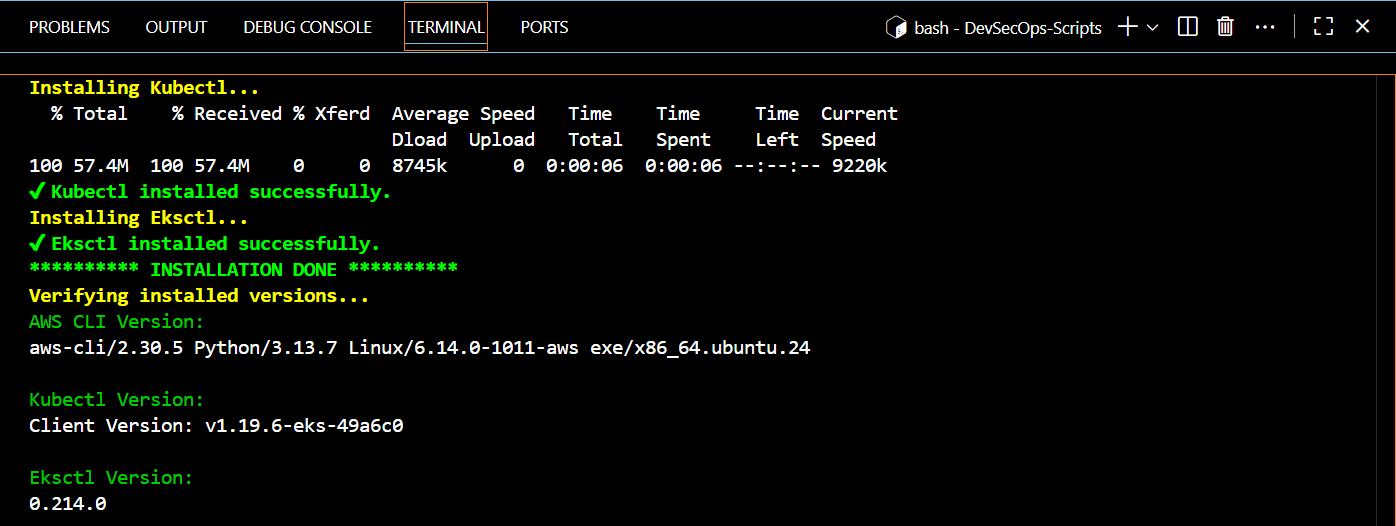 PROBLEMS OUTPUT DEBUG CONSOLE TERMINAL PORTS bash - DevSecOps-Scripts
Installing Kubectl...
% Total % Received % Xferd Average Speed Time Time Time Current
Dload Upload Total Spent Left Speed
100 57.4M 100 57.4M 0 0 8745k 0 0:00:06 0:00:06 --:--:-- 9220k
✔ Kubectl installed successfully.
Installing Eksctl...
✔ Eksctl installed successfully.
********** INSTALLATION DONE **********
Verifying installed versions...
AWS CLI Version:
aws-cli/2.30.5 Python/3.13.7 Linux/6.14.0-1011-aws exe/x86_64.ubuntu.24
Kubectl Version:
Client Version: v1.19.6-eks-49a6c0
Eksctl Version:
0.214.0